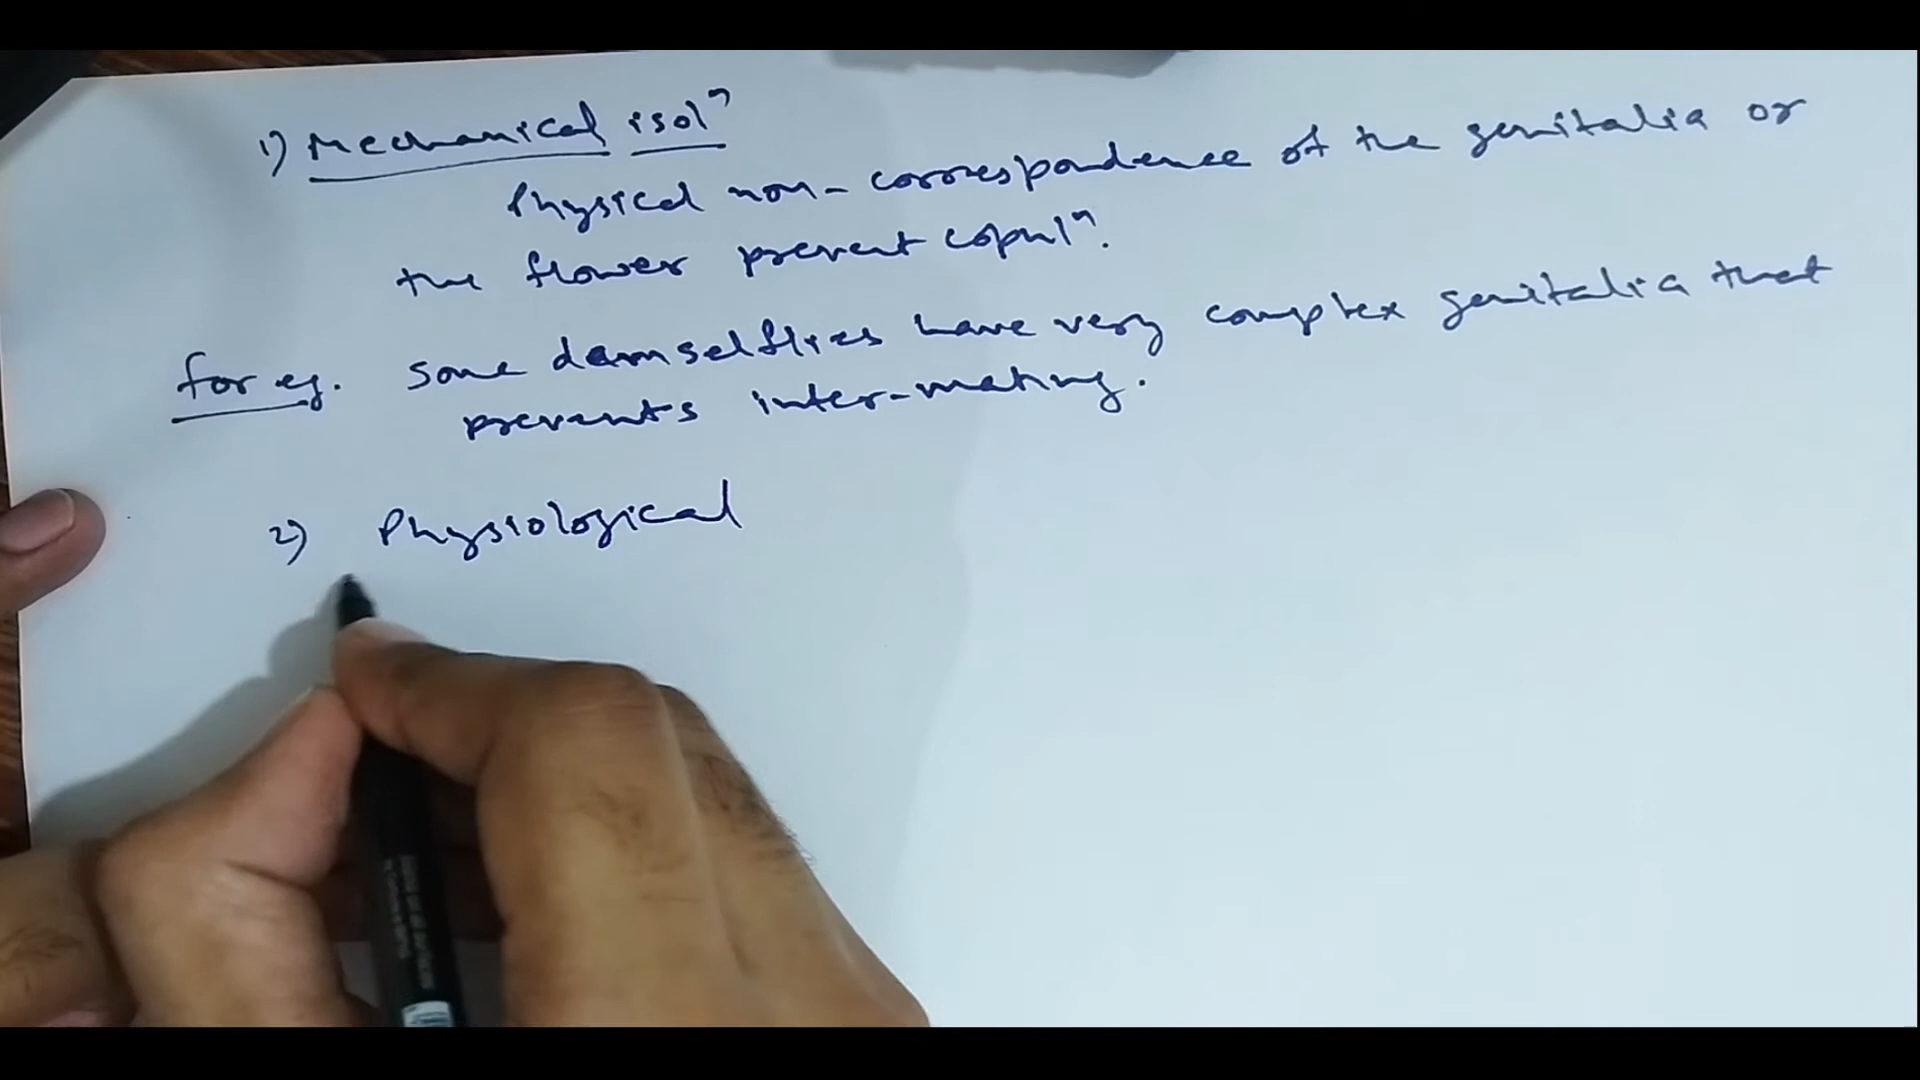 1) Mechanical isolⁿ
Physical non-correspondence of the genitalia or
the flower prevent copulⁿ.
for eg. some damselflies have very complex genitalia that
prevents inter-mating.
2) Physiological